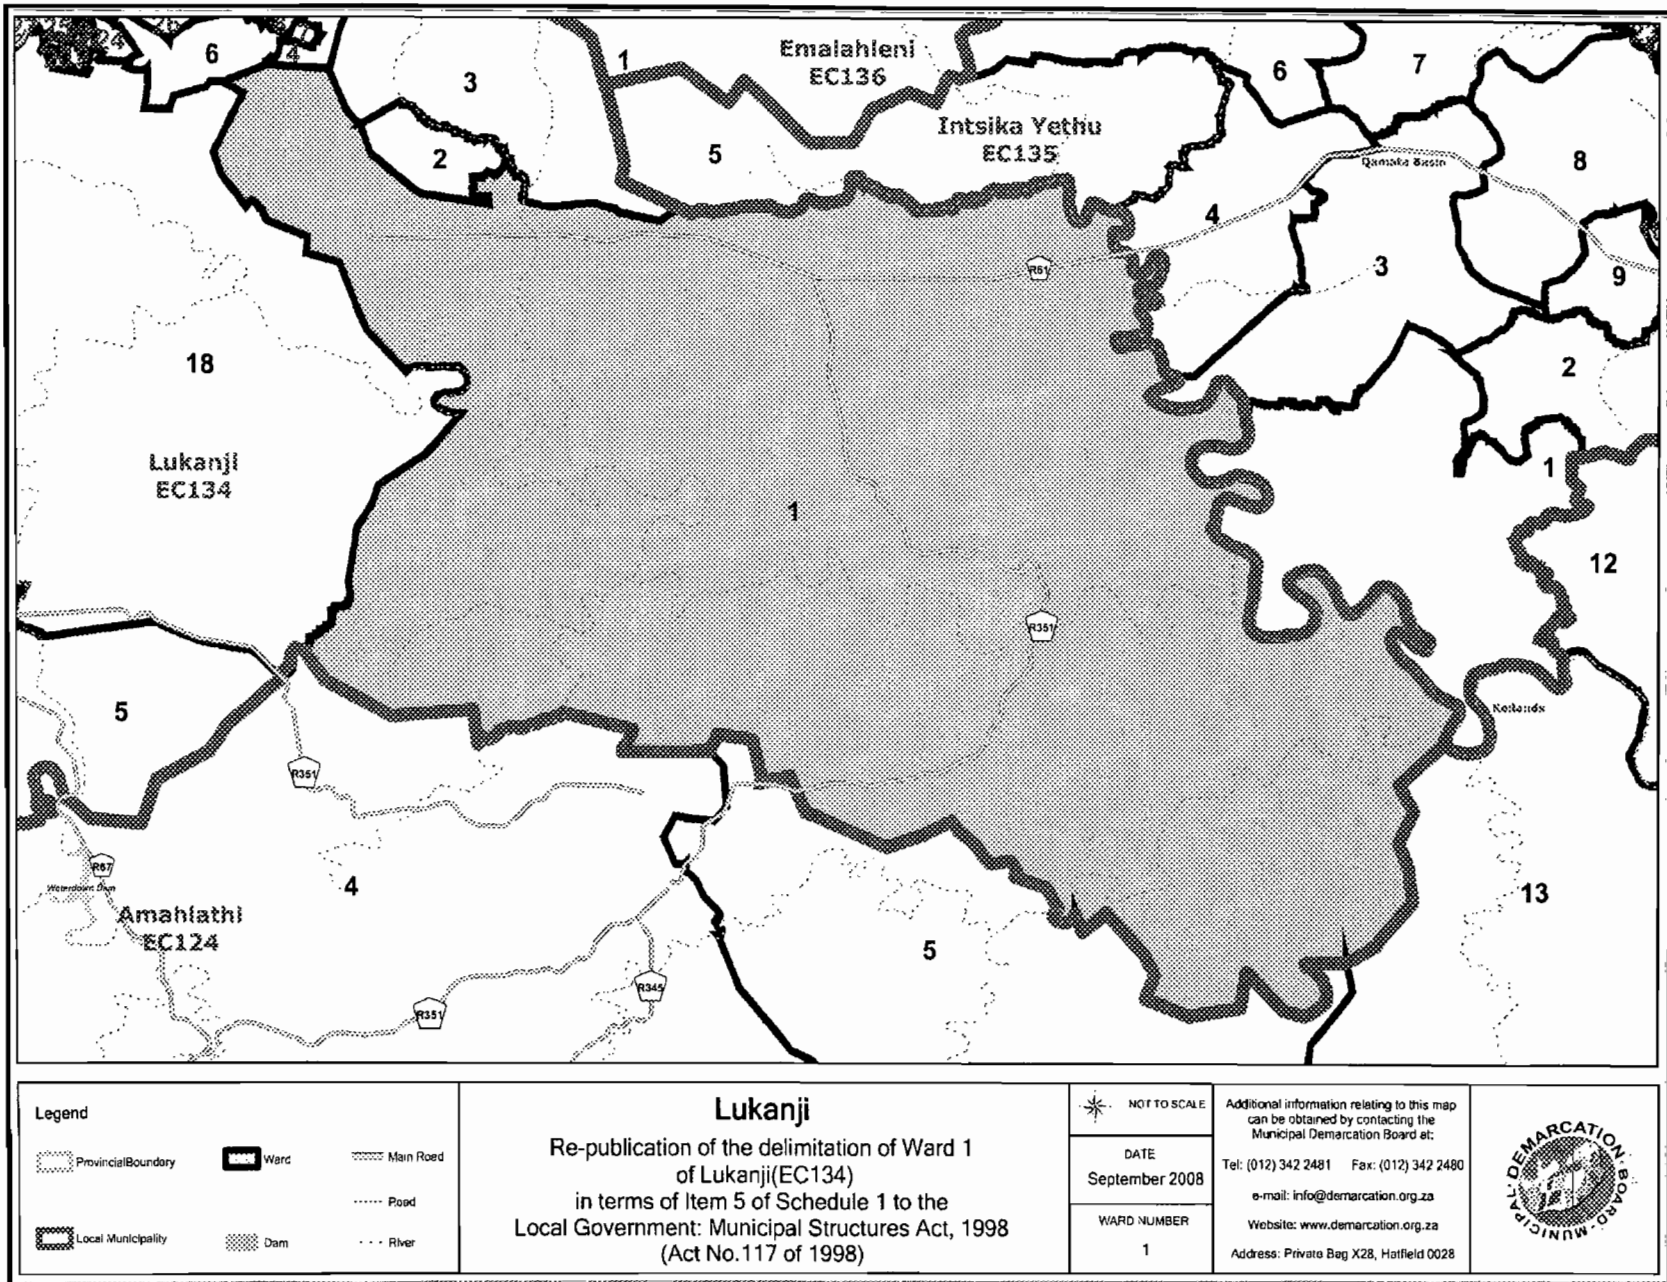 24
6
4
3
1
Emalahleni
EC136
6
7
2
5
Intsika Yethu
EC135
Qamata Basin
8
4
3
9
R61
18
2
Lukanji
EC134
1
1
12
R351
5
Keilands
R351
R67
Waterdown Dam
4
13
Amahlathi
EC124
5
R345
R351
Legend
ProvincialBoundary
Ward
Main Road
Road
Local Municipality
Dam
River
Lukanji
Re-publication of the delimitation of Ward 1
of Lukanji(EC134)
in terms of Item 5 of Schedule 1 to the
Local Government: Municipal Structures Act, 1998
(Act No.117 of 1998)
NOT TO SCALE
DATE
September 2008
WARD NUMBER
1
Additional information relating to this map
can be obtained by contacting the
Municipal Demarcation Board at:
Tel: (012) 342 2481 Fax: (012) 342 2480
e-mail: info@demarcation.org.za
Website: www.demarcation.org.za
Address: Private Bag X28, Hatfield 0028
MUNICIPAL DEMARCATION BOARD